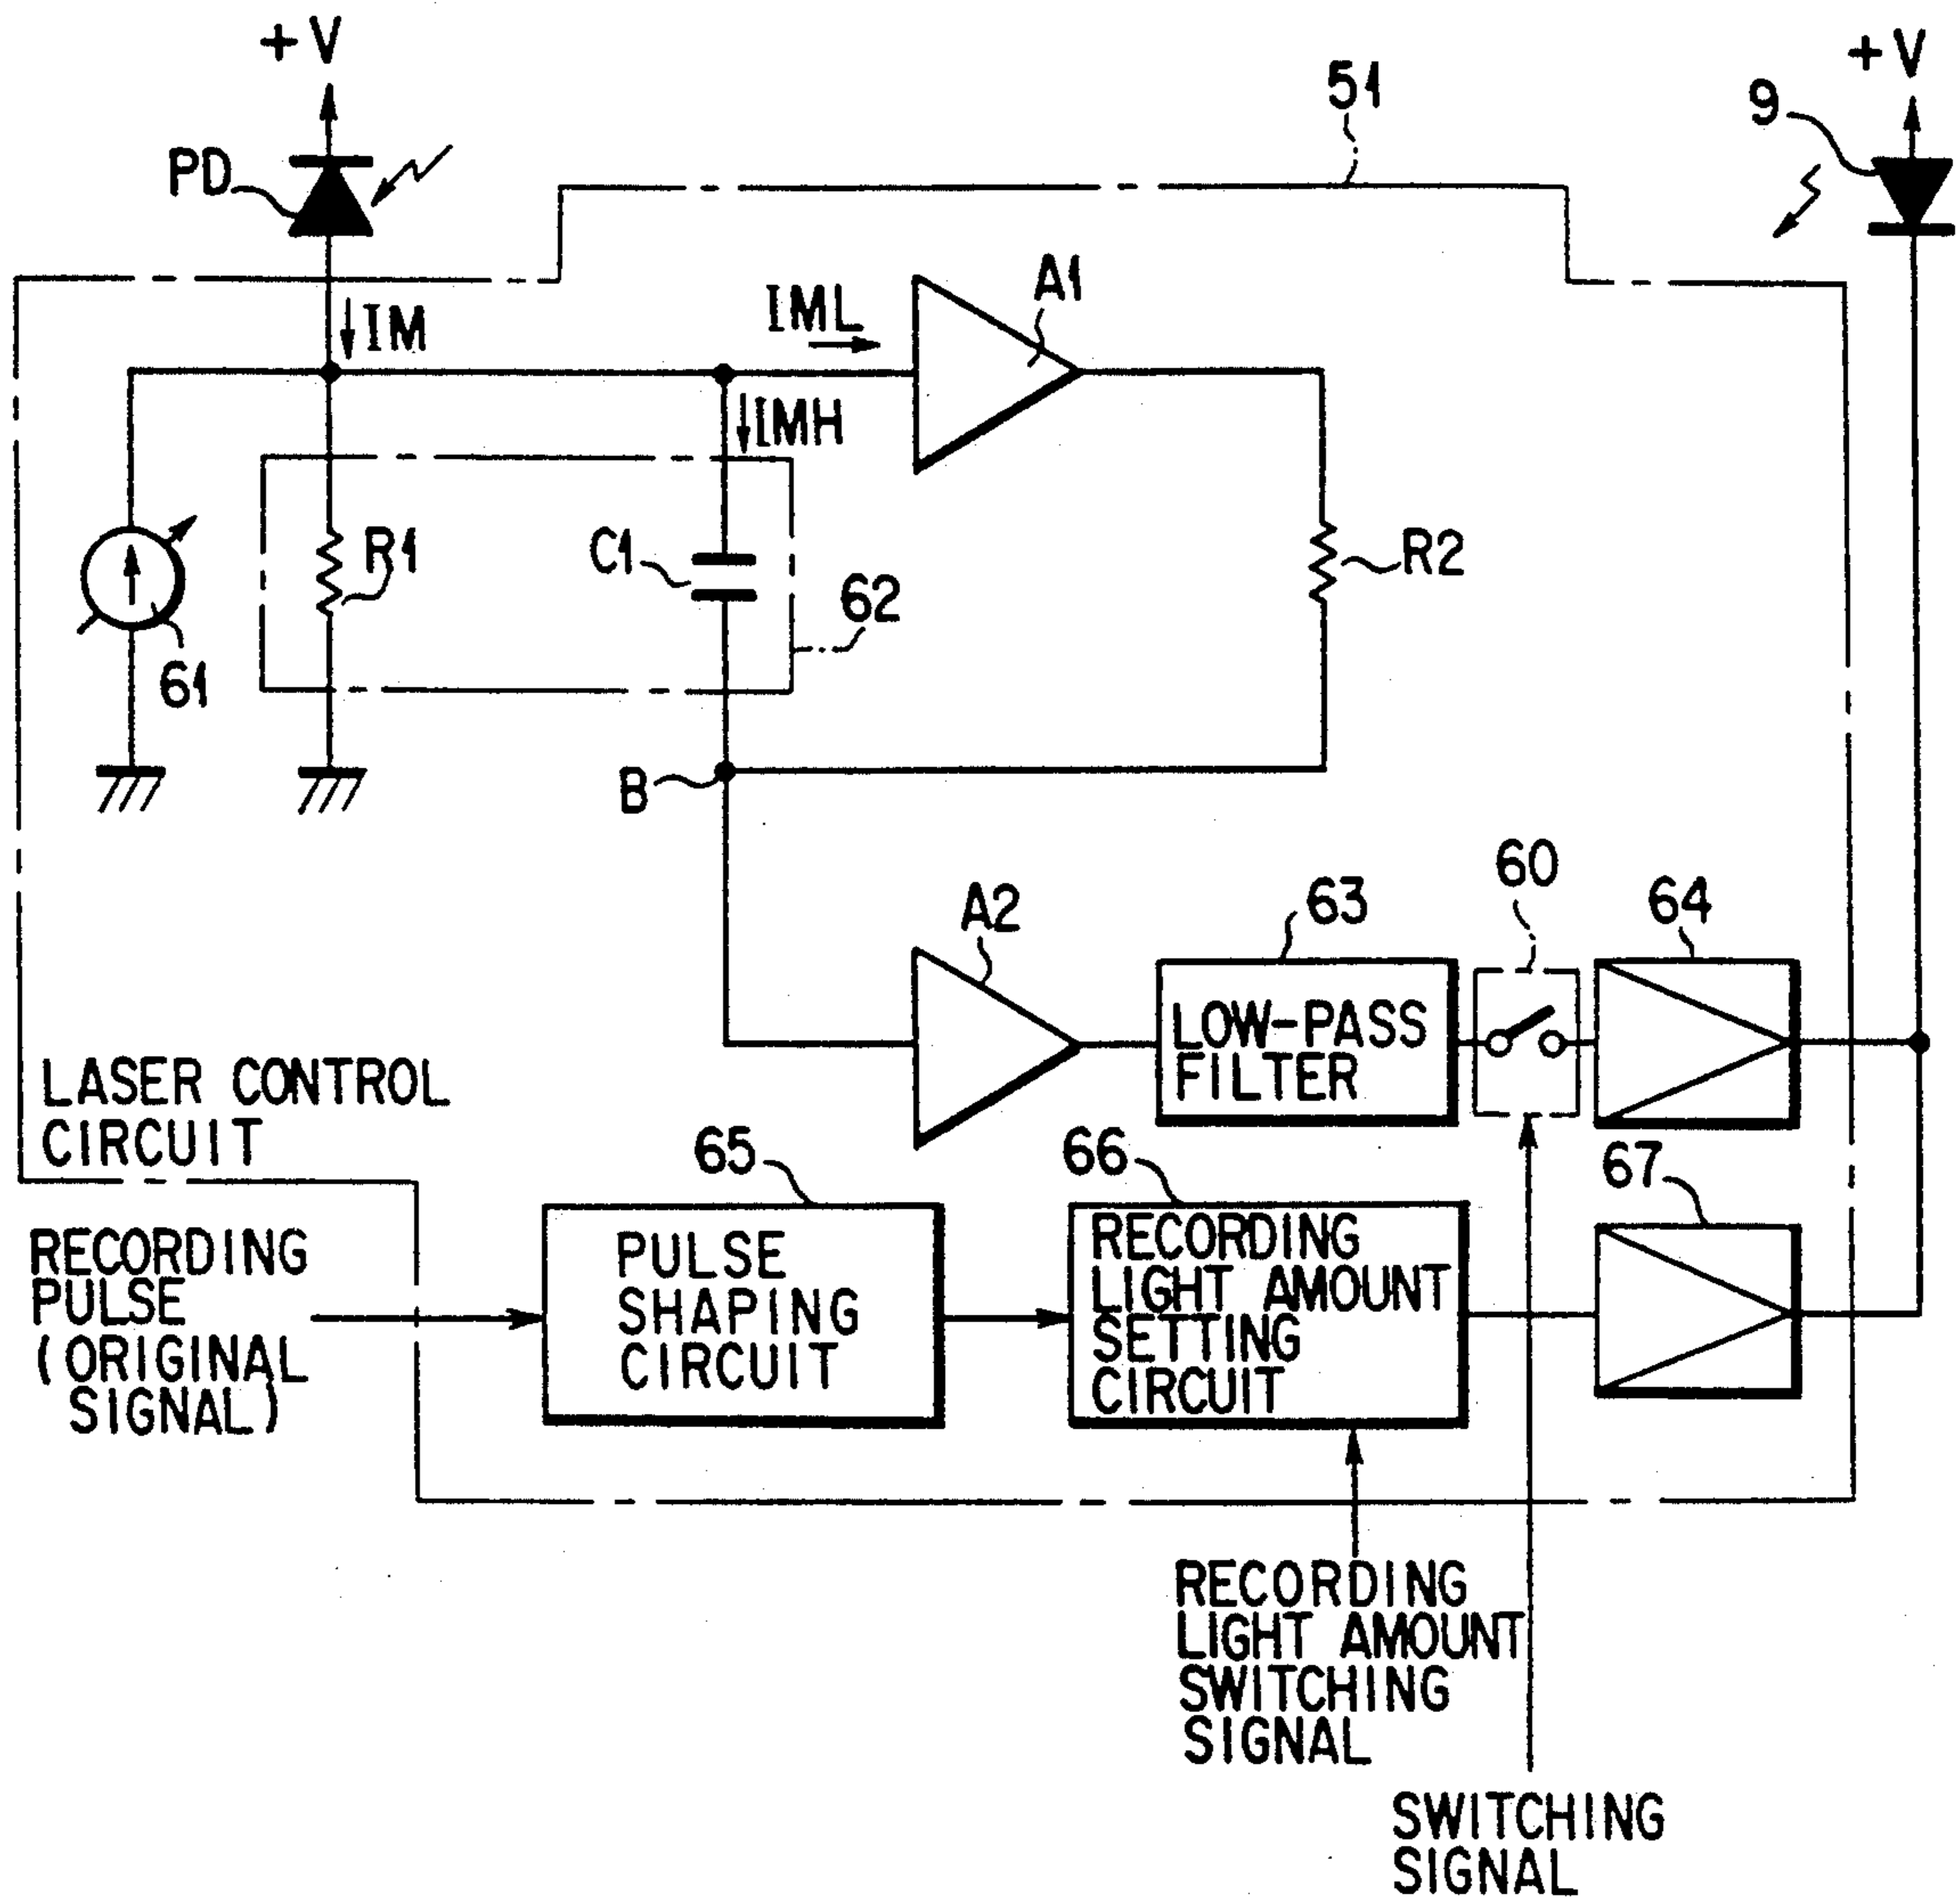 +V
+V
51
9
PD
A1
IML
IM
IMH
R1
C1
R2
62
61
B
60
A2
63
64
LOW-PASS
FILTER
LASER CONTROL
CIRCUIT
65
66
67
RECORDING
PULSE
(ORIGINAL
SIGNAL)
PULSE
SHAPING
CIRCUIT
RECORDING
LIGHT AMOUNT
SETTING
CIRCUIT
RECORDING
LIGHT AMOUNT
SWITCHING
SIGNAL
SWITCHING
SIGNAL